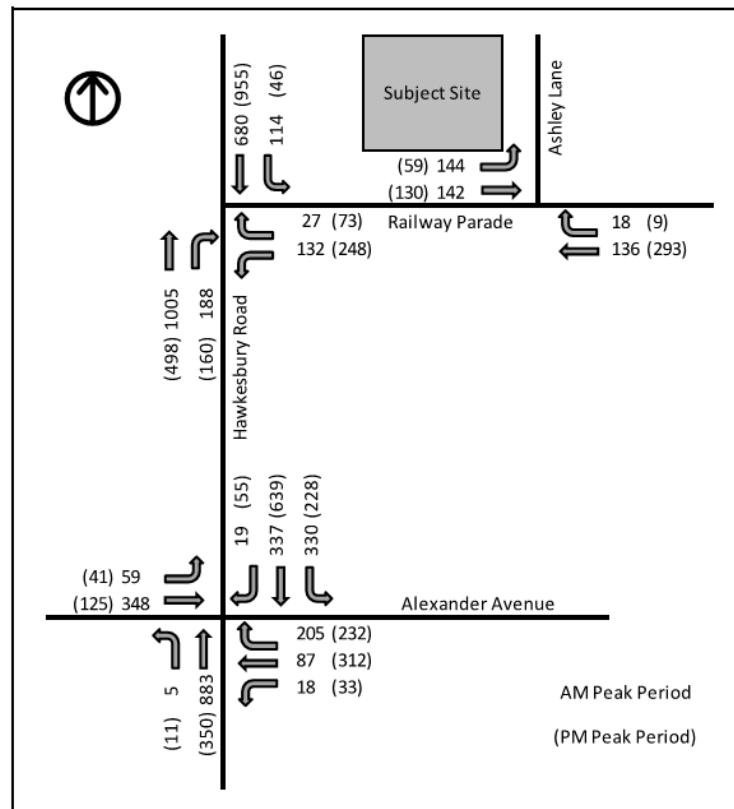 680 (955)
114 (46)
Subject Site
Ashley Lane
(59) 144
(130) 142
27 (73)
132 (248)
Railway Parade
18 (9)
136 (293)
(498) 1005
(160) 188
Hawkesbury Road
19 (55)
337 (639)
330 (228)
(41) 59
(125) 348
Alexander Avenue
205 (232)
87 (312)
18 (33)
(11) 5
(350) 883
AM Peak Period
(PM Peak Period)